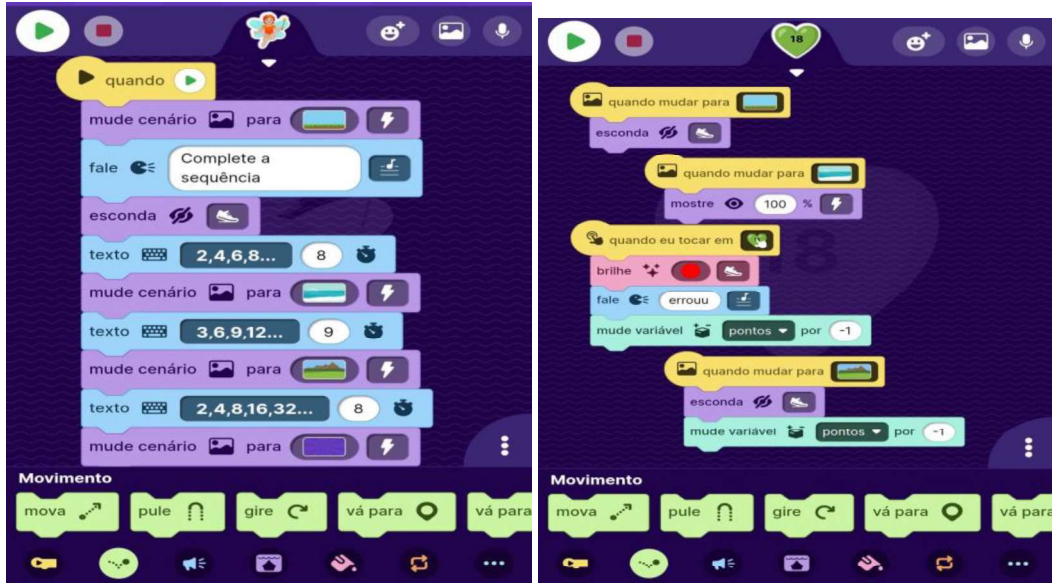 quando
mude cenário para
fale Complete a
sequência
esconda
texto 2,4,6,8... 8
mude cenário para
texto 3,6,9,12... 9
mude cenário para
texto 2,4,8,16,32... 8
mude cenário para
Movimento
mova pule gire vá para vá para
18
quando mudar para
esconda
quando mudar para
mostre 100 %
quando eu tocar em
brilhe
fale errouu
mude variável pontos por -1
quando mudar para
esconda
mude variável pontos por -1
18
Movimento
mova pule gire vá para vá para